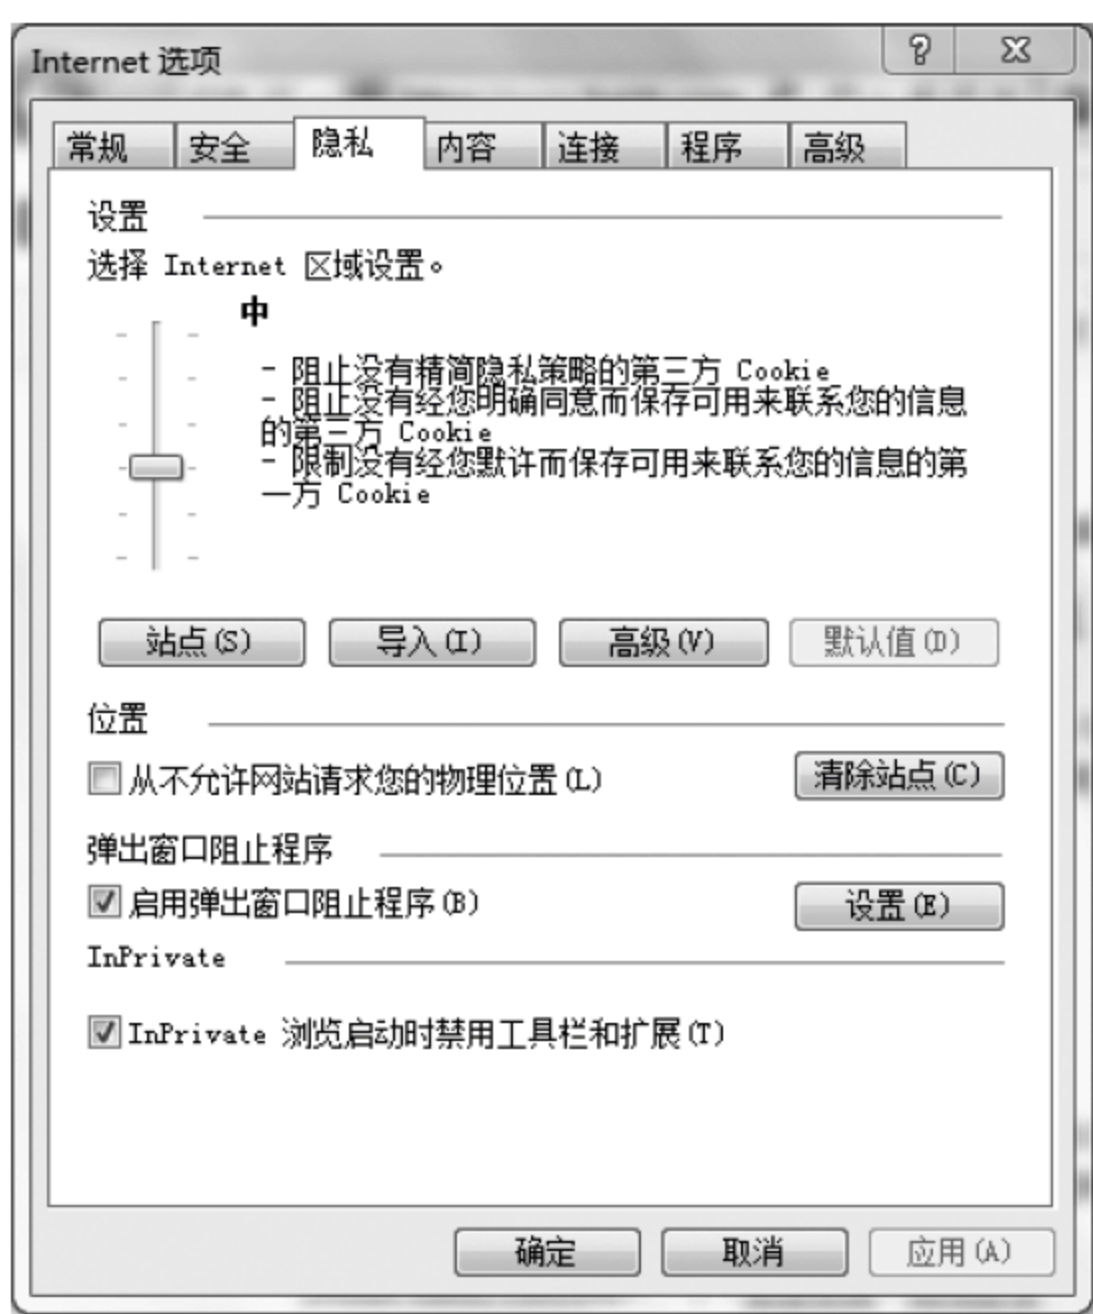 Internet 选项
常规 安全 隐私 内容 连接 程序 高级
设置
选择 Internet 区域设置。
中
- 阻止没有精简隐私策略的第三方 Cookie
- 阻止没有经您明确同意而保存可用来联系您的信息
的第三方 Cookie
- 限制没有经您默许而保存可用来联系您的信息的第
一方 Cookie
站点(S) 导入(I) 高级(V) 默认值(D)
位置
从不允许网站请求您的物理位置(L) 清除站点(C)
弹出窗口阻止程序
启用弹出窗口阻止程序(B) 设置(E)
InPrivate
InPrivate 浏览启动时禁用工具栏和扩展(T)
确定 取消 应用(A)